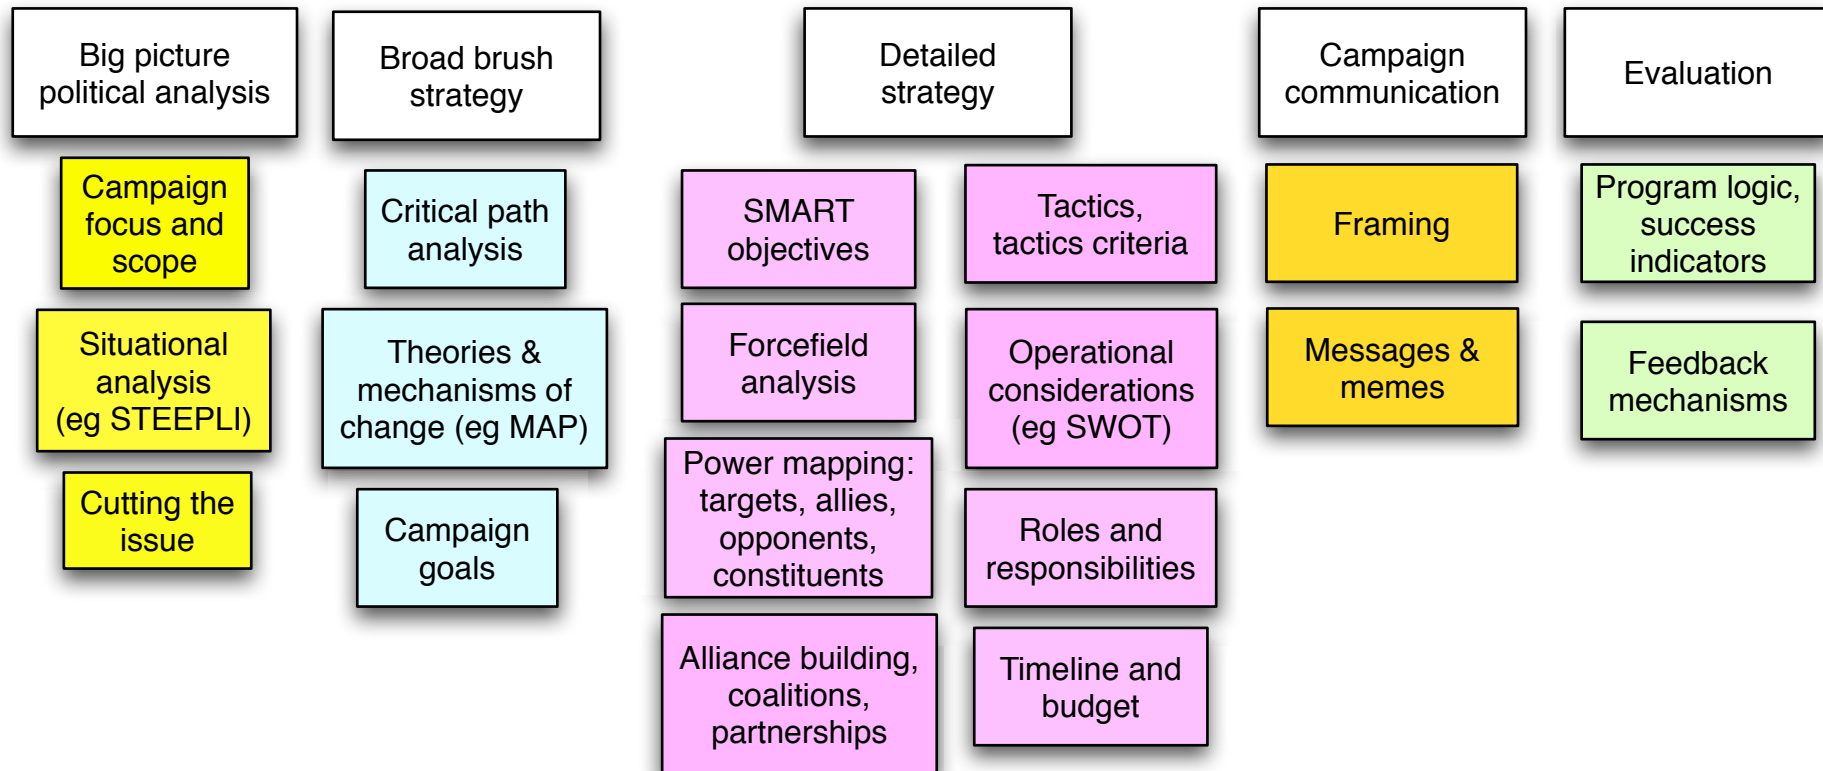 Big picture
political analysis
Broad brush
strategy
Detailed
strategy
Campaign
communication
Evaluation
Campaign
focus and
scope
Situational
analysis
(eg STEEPLI)
Cutting the
issue
Critical path
analysis
Theories &
mechanisms of
change (eg MAP)
Campaign
goals
SMART
objectives
Forcefield
analysis
Power mapping:
targets, allies,
opponents,
constituents
Alliance building,
coalitions,
partnerships
Tactics,
tactics criteria
Operational
considerations
(eg SWOT)
Roles and
responsibilities
Timeline and
budget
Framing
Messages &
memes
Program logic,
success
indicators
Feedback
mechanisms